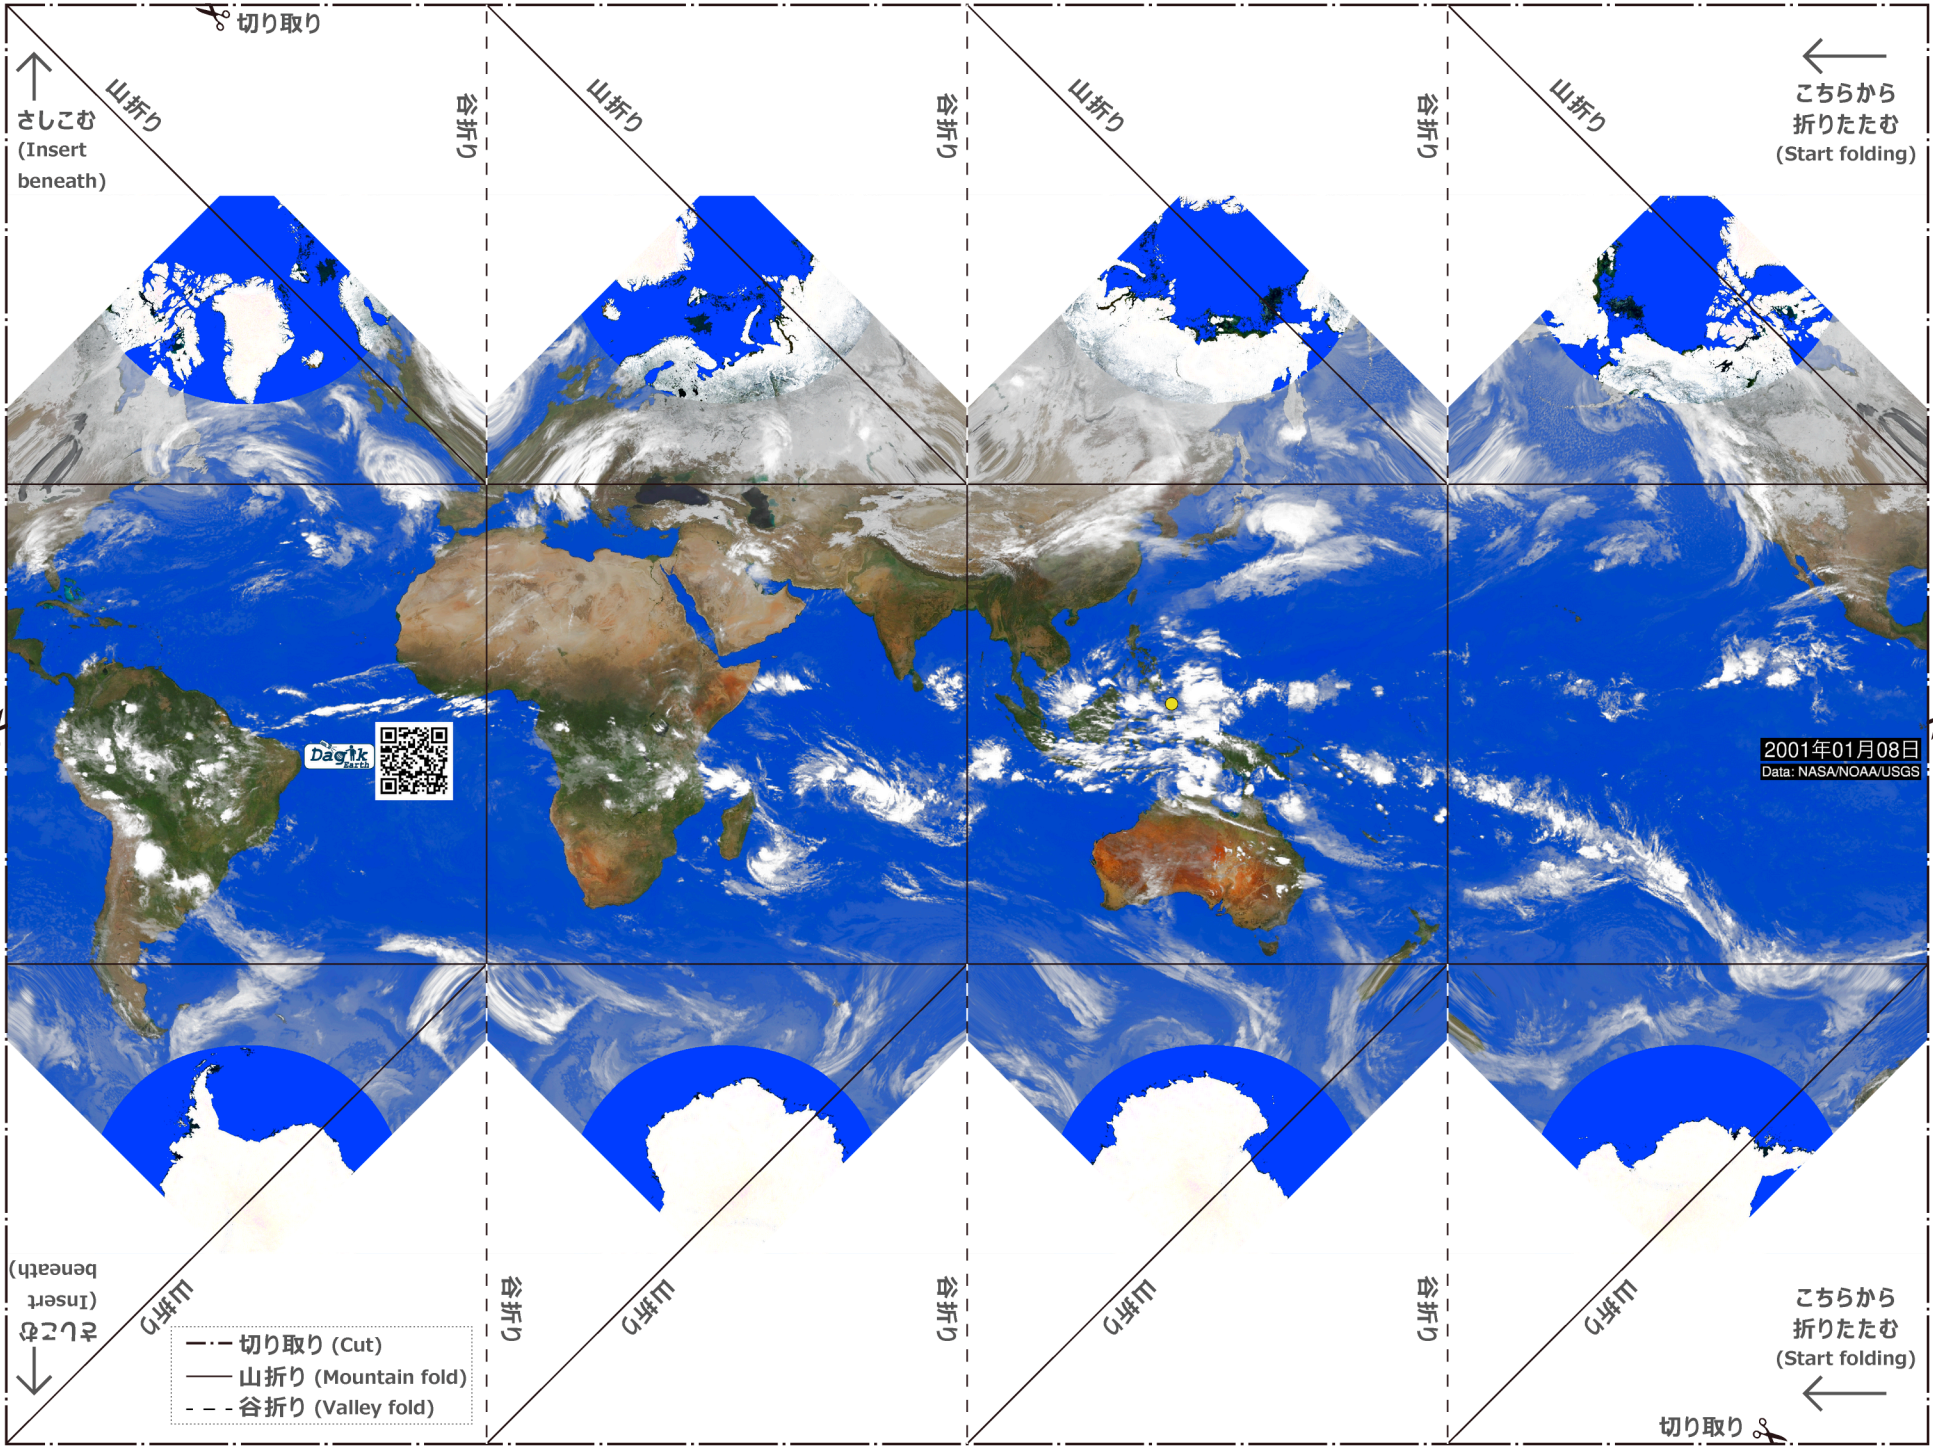 切り取り
さしこむ
(Insert
beneath)
山折り
谷折り
山折り
谷折り
山折り
谷折り
山折り
こちらから
折りたたむ
(Start folding)
Dagik
Earth
2001年01月08日
Data: NASA/NOAA/USGS
さしこむ
(Insert
beneath)
山折り
谷折り
山折り
谷折り
山折り
谷折り
山折り
こちらから
折りたたむ
(Start folding)
切り取り (Cut)
山折り (Mountain fold)
谷折り (Valley fold)
切り取り